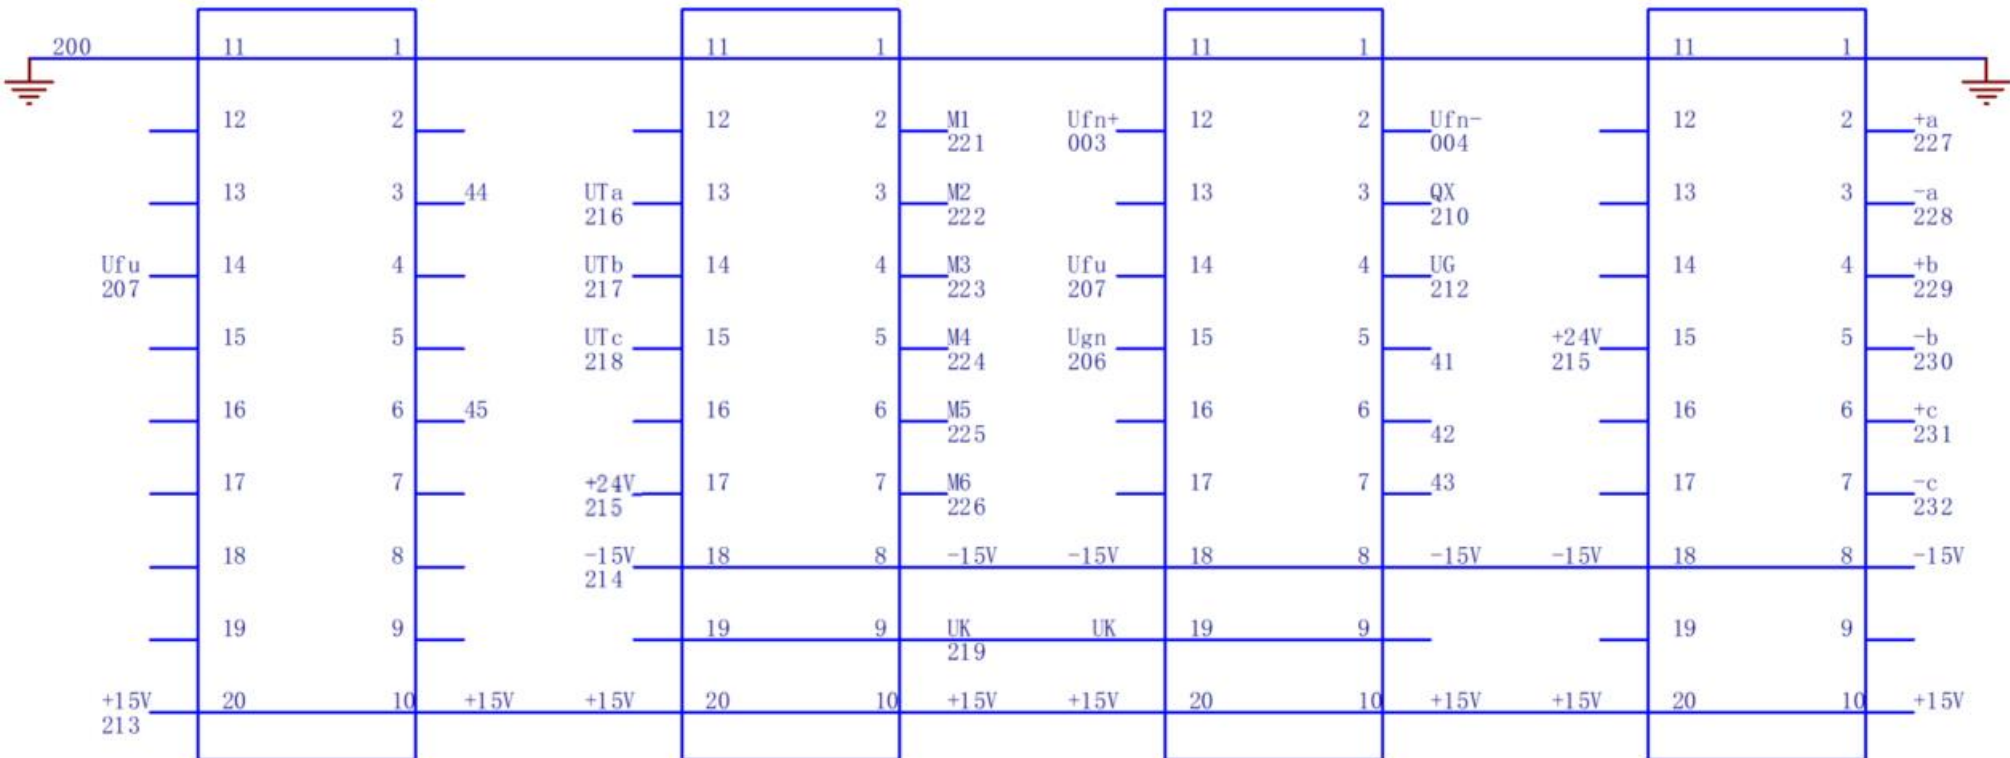 200 11 1 11 1 11 1 11 1
12 2 12 2 M1 Ufn+ 12 2 Ufn- 12 2 +a
221 003 004 227
13 3 44 UTa 13 3 M2 13 3 QX 13 3 -a
216 222 210 228
Ufu 14 4 UTb 14 4 M3 Ufu 14 4 UG 14 4 +b
207 217 223 207 212 229
15 5 UTc 15 5 M4 Ugn 15 5 +24V 15 5 -b
218 224 206 41 215 230
16 6 45 16 6 M5 16 6 16 6 +c
225 42 231
17 7 +24V 17 7 M6 17 7 43 17 7 -c
215 226 232
18 8 -15V 18 8 -15V -15V 18 8 -15V -15V 18 8 -15V
214
19 9 19 9 UK UK 19 9 19 9
219
+15V 20 10 +15V +15V 20 10 +15V +15V 20 10 +15V +15V 20 10 +15V
213